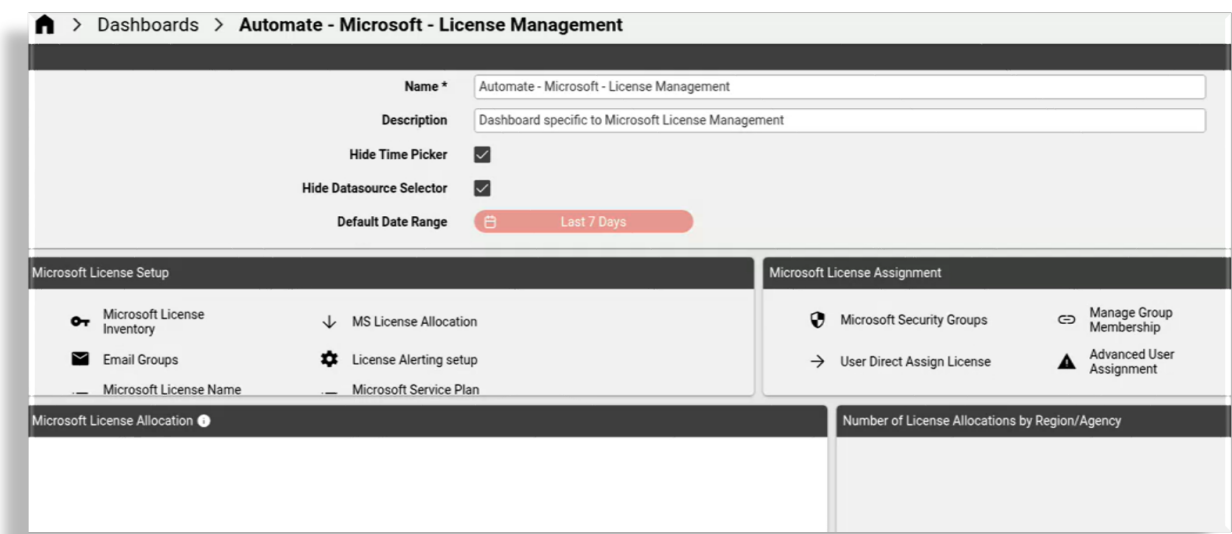 > Dashboards > Automate - Microsoft - License Management
Name *
Automate - Microsoft - License Management
Description
Dashboard specific to Microsoft License Management
Hide Time Picker
Hide Datasource Selector
Default Date Range
Last 7 Days
Microsoft License Setup
Microsoft License
Inventory
MS License Allocation
Email Groups
License Alerting setup
Microsoft License Name
Microsoft Service Plan
Microsoft License Assignment
Microsoft Security Groups
Manage Group
Membership
User Direct Assign License
Advanced User
Assignment
Microsoft License Allocation
Number of License Allocations by Region/Agency